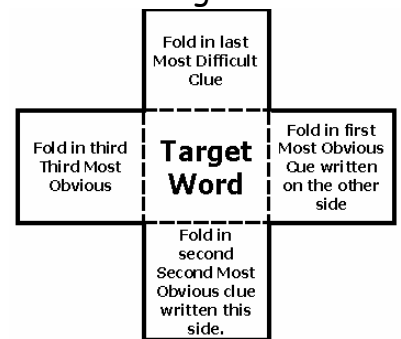 Fold in last
Most Difficult
Clue
Fold in third
Third Most
Obvious
Target
Word
Fold in first
Most Obvious
Cue written
on the other
side
Fold in
second
Second Most
Obvious clue
written this
side.